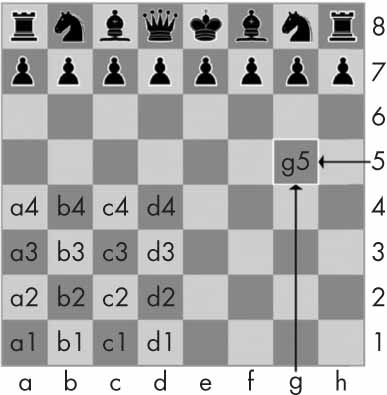 8
7
6
g5 5
a4 b4 c4 d4 4
a3 b3 c3 d3 3
a2 b2 c2 d2 2
a1 b1 c1 d1 1
a b c d e f g h